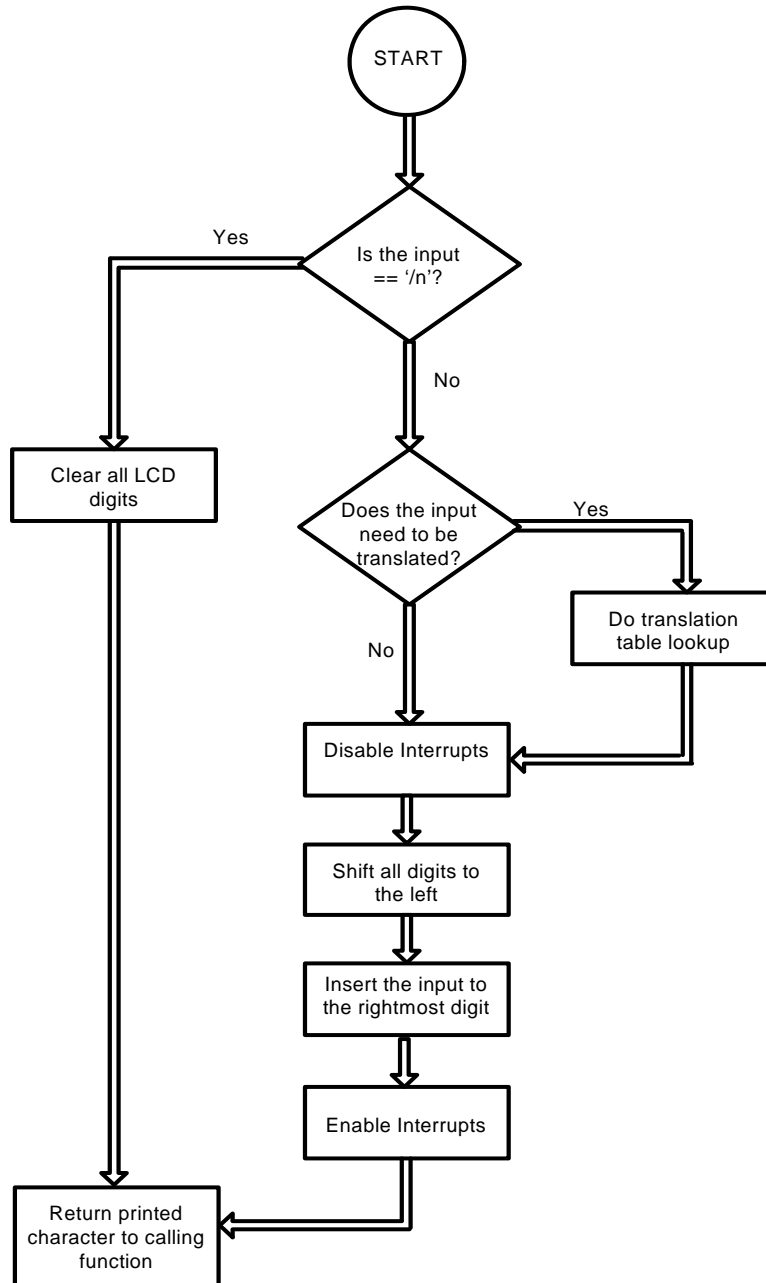 START
Yes
Is the input
== ‘/n’?
No
Clear all LCD
digits
Does the input
need to be
translated?
Yes
Do translation
table lookup
No
Disable Interrupts
Shift all digits to
the left
Insert the input to
the rightmost digit
Enable Interrupts
Return printed
character to calling
function